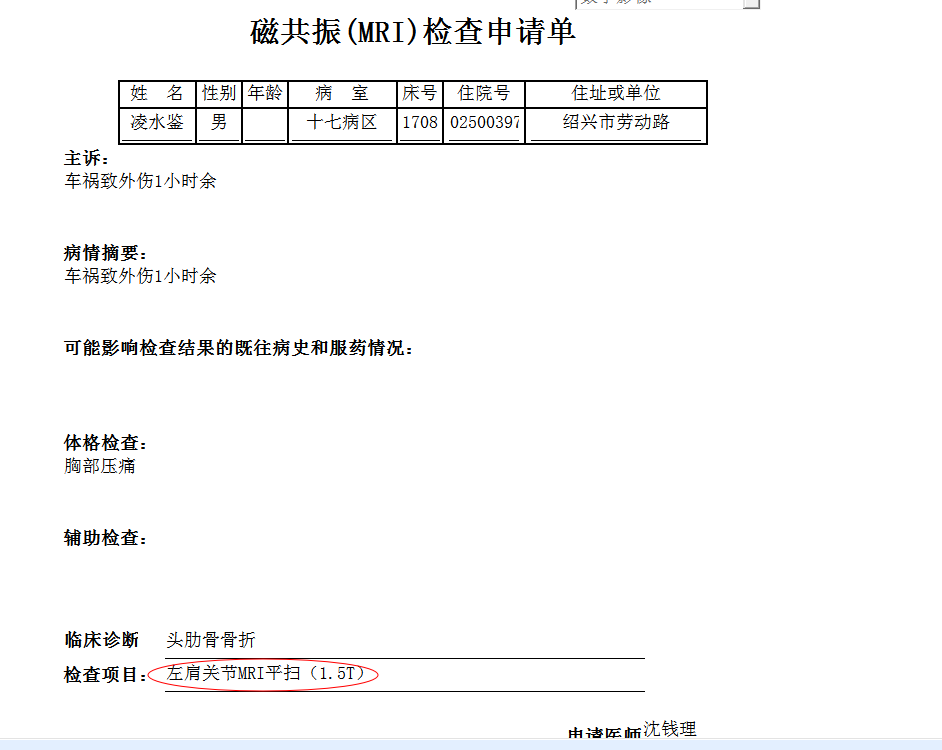 磁共振(MRI)检查申请单
姓 名 性别 年龄 病 室 床号 住院号 住址或单位
凌水鉴 男 十七病区 1708 02500397 绍兴市劳动路
主诉：
车祸致外伤1小时余
病情摘要：
车祸致外伤1小时余
可能影响检查结果的既往病史和服药情况：
体格检查：
胸部压痛
辅助检查：
临床诊断 头肋骨骨折
检查项目： 左肩关节MRI平扫（1.5T）
申请医师 沈钱理